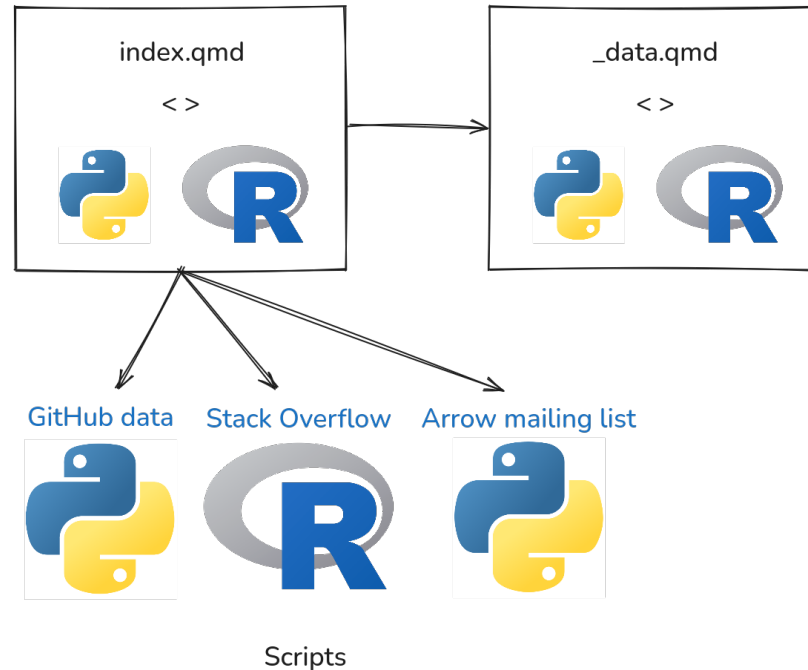 index.qmd
_data.qmd
< >
< >
R
R
GitHub data
Stack Overflow
Arrow mailing list
R
Scripts